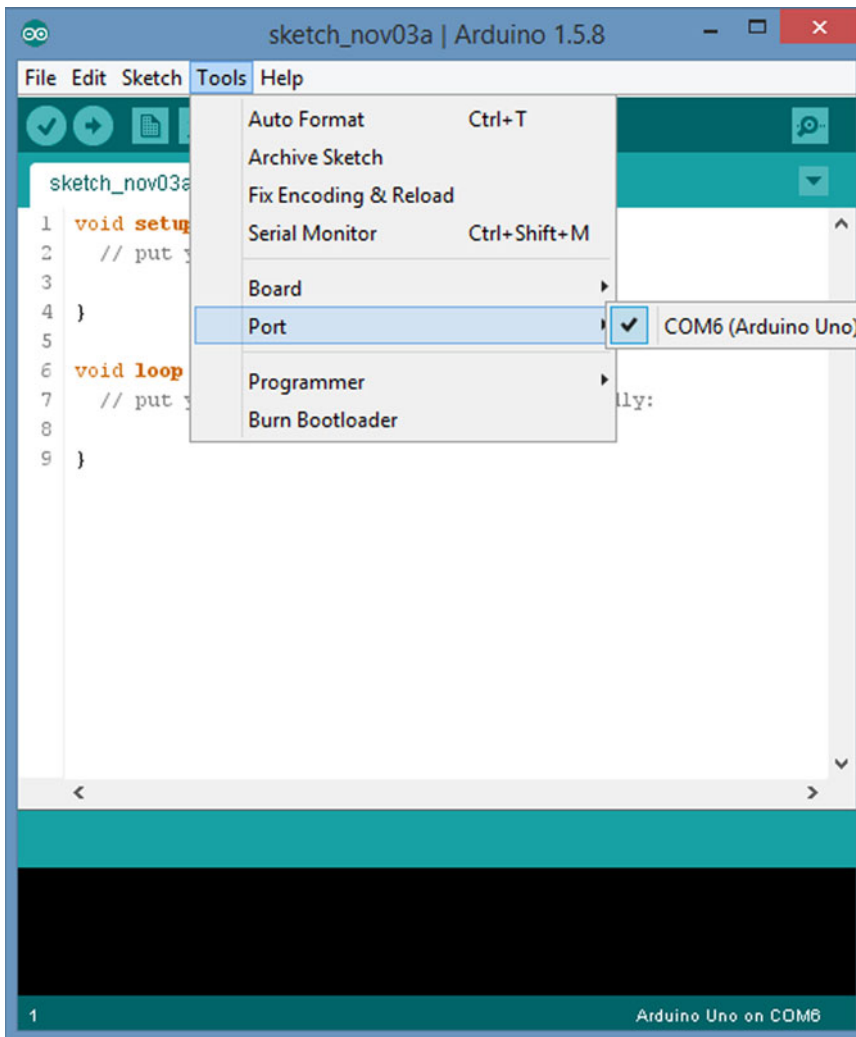 sketch_nov03a | Arduino 1.5.8
File Edit Sketch Tools Help
Auto Format Ctrl+T
Archive Sketch
Fix Encoding & Reload
Serial Monitor Ctrl+Shift+M
Board
Port
COM6 (Arduino Uno)
Programmer
Burn Bootloader
sketch_nov03a
1 void setup
2 // put y
3
4 }
5
6 void loop
7 // put y lly:
8
9 }
1 Arduino Uno on COM6